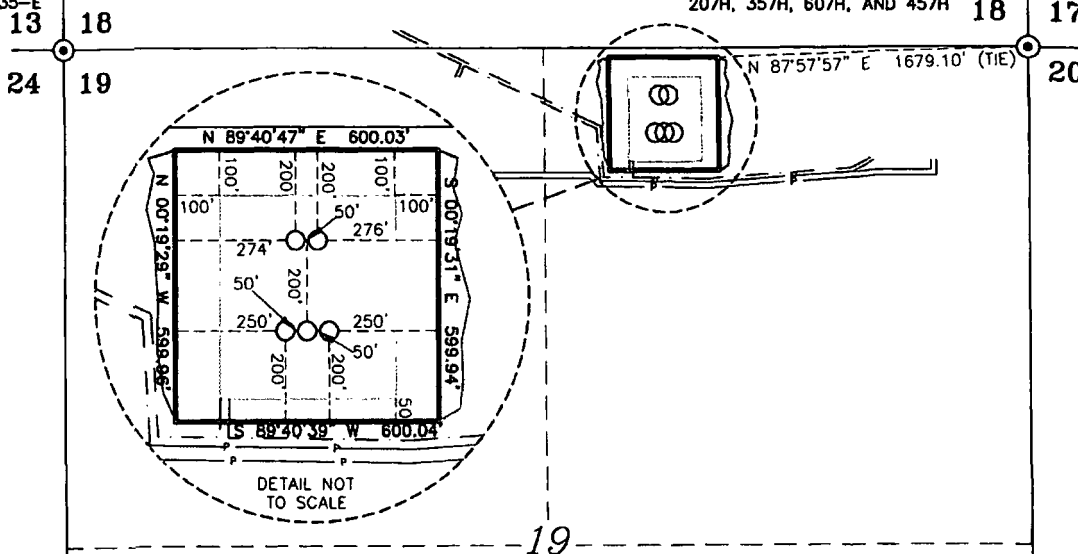 35-E
207H, 357H, 607H, AND 457H
13 18
18 17
24 19
20
N 87°57'57" E 1679.10' (TIE)
N 89°40'47" E 600.03'
100' 200' 200' 100'
100' 100'
50'
274' 276'
N 00°19'29" W 599.96'
S 00°19'31" E 599.94'
200'
50'
250' 250'
50'
200' 200'
50
S 89°40'39" W 600.04'
P
P
P
P
P
P
DETAIL NOT
TO SCALE
19